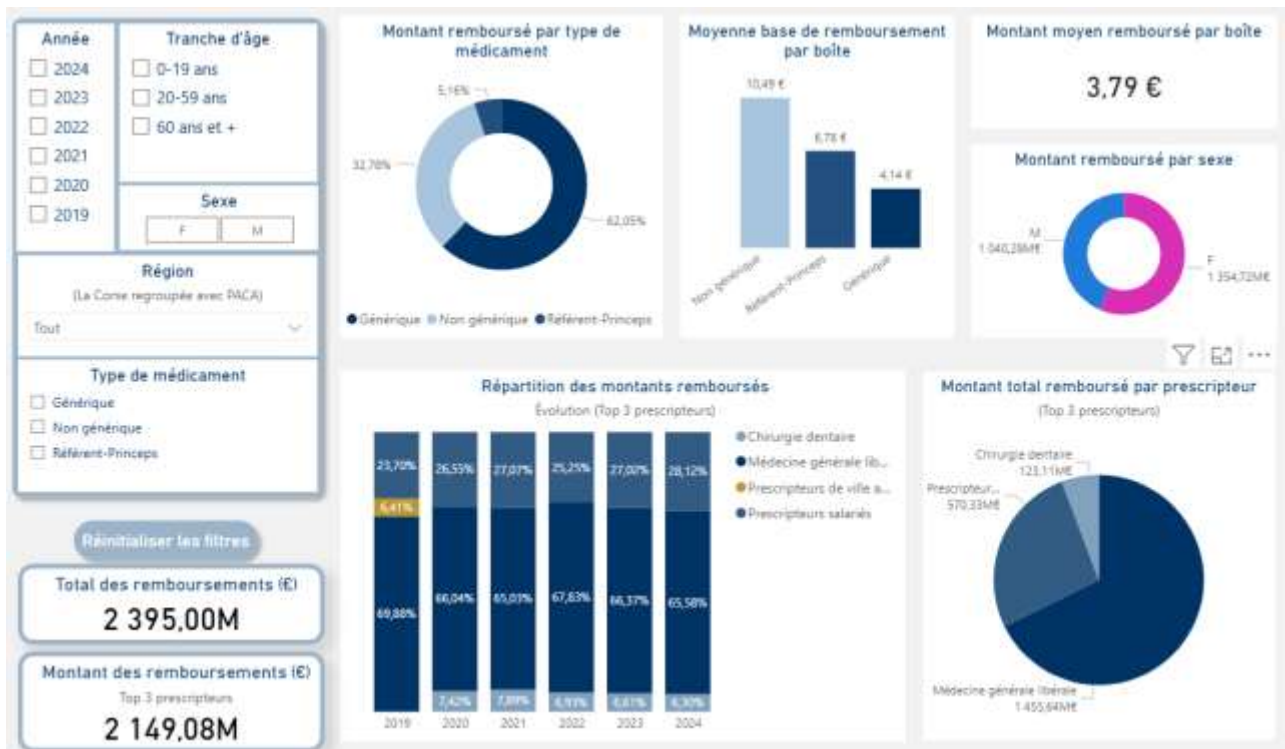 Année
2024
2023
2022
2021
2020
2019
Tranche d'âge
0-19 ans
20-59 ans
60 ans et +
Sexe
F
M
Région
(La Corse regroupée avec PACA)
Tout
Type de médicament
Générique
Non générique
Référent-Princeps
Réinitialiser les filtres
Total des remboursements (€)
2 395,00M
Montant des remboursements (€)
Top 3 prescripteurs
2 149,08M
Montant remboursé par type de
médicament
5,16%
32,78%
62,05%
Générique Non générique Référent-Princeps
Moyenne base de remboursement
par boîte
10,49 €
6,78 €
4,14 €
Non générique
Référent-Princeps
Générique
Montant moyen remboursé par boîte
3,79 €
Montant remboursé par sexe
M
1 040,28M€
F
1 354,72M€
Répartition des montants remboursés
Évolution (Top 3 prescripteurs)
23,70% 26,55% 27,07% 25,25% 27,02% 28,12%
6,41%
69,88% 66,04% 65,03% 67,83% 66,37% 65,58%
7,42% 7,89% 6,93% 6,61% 6,30%
2019 2020 2021 2022 2023 2024
Chirurgie dentaire
Médecine générale lib...
Prescripteurs de ville a...
Prescripteurs salariés
Montant total remboursé par prescripteur
(Top 3 prescripteurs)
Chirurgie dentaire
123,11M€
Prescripteur...
570,33M€
Médecine générale libérale
1 455,64M€